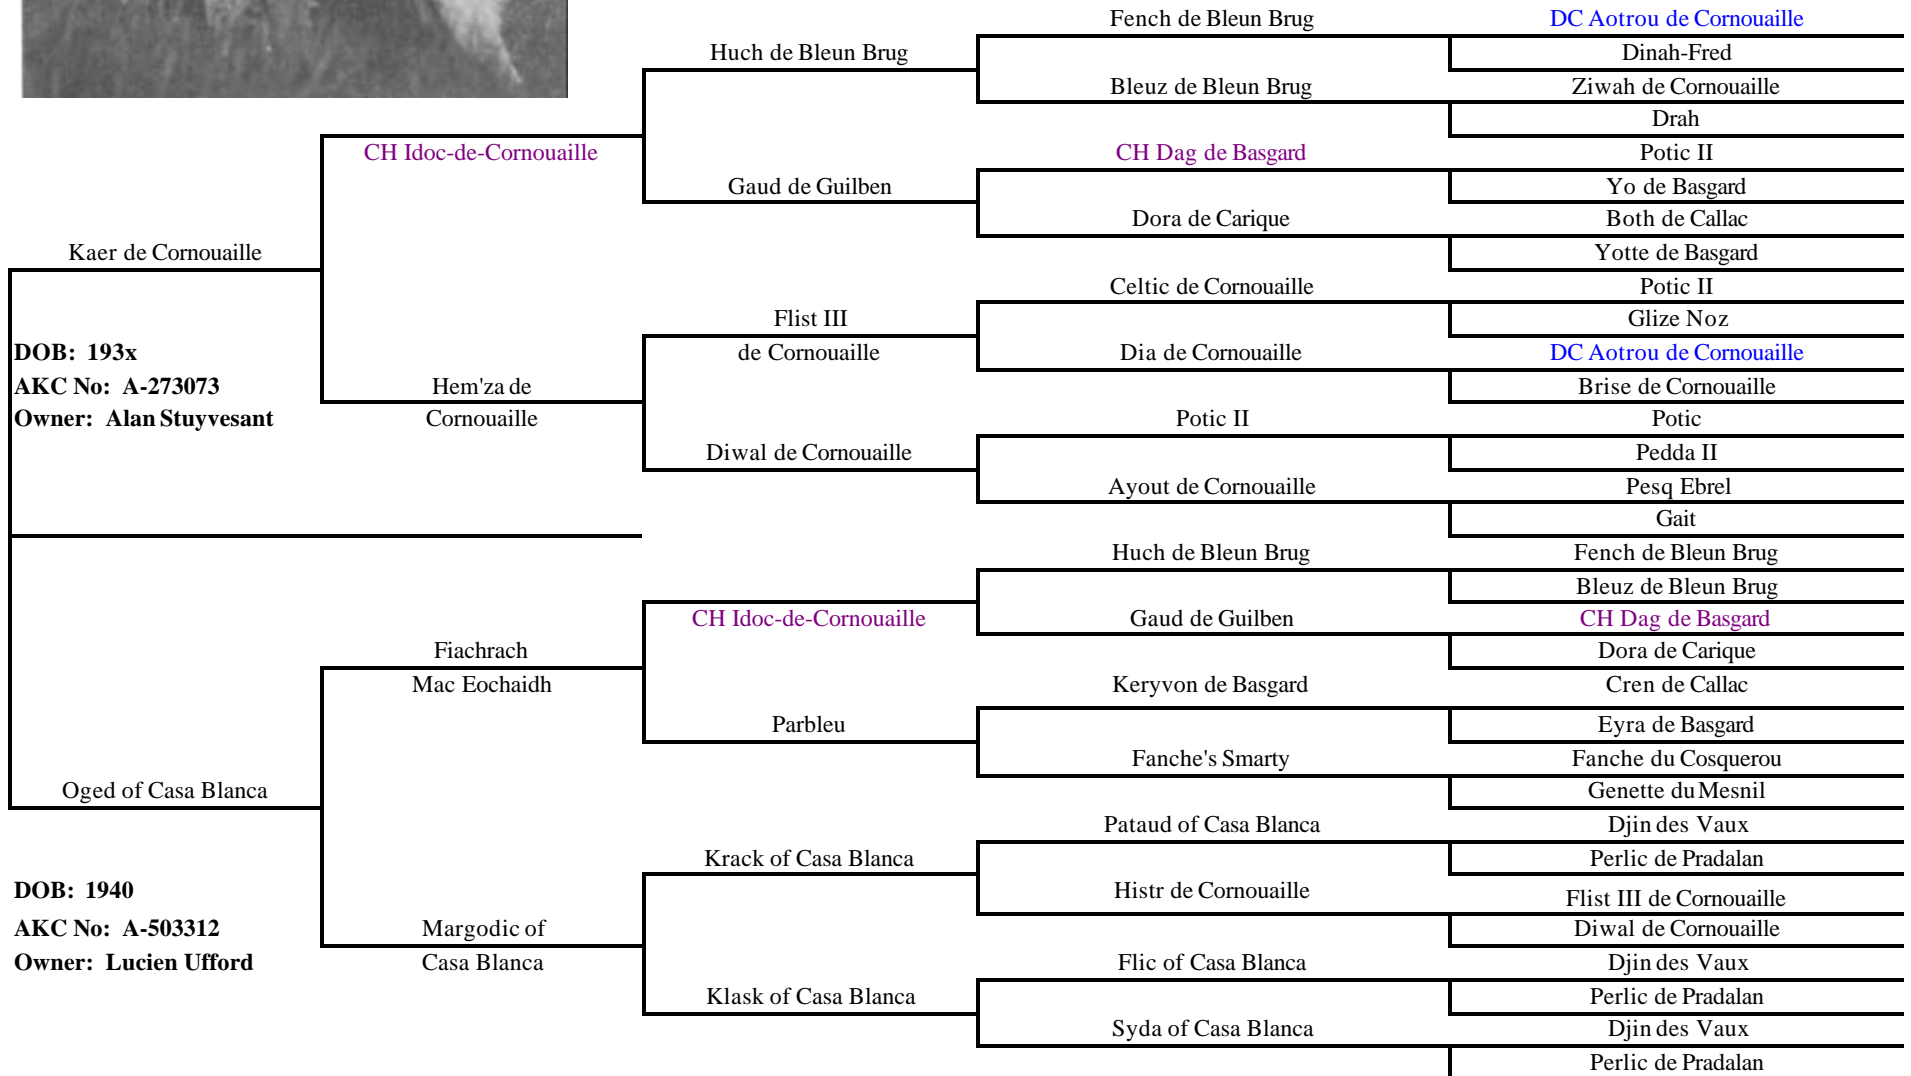 Fench de Bleun Brug
DC Aotrou de Cornouaille
Huch de Bleun Brug
Dinah-Fred
Bleuz de Bleun Brug
Ziwah de Cornouaille
Drah
CH Idoc-de-Cornouaille
CH Dag de Basgard
Potic II
Gaud de Guilben
Yo de Basgard
Dora de Carique
Both de Callac
Kaer de Cornouaille
Yotte de Basgard
Celtic de Cornouaille
Potic II
Flist III
de Cornouaille
Glize Noz
DOB: 193x
Dia de Cornouaille
DC Aotrou de Cornouaille
AKC No: A-273073
Hem'za de
Cornouaille
Brise de Cornouaille
Owner: Alan Stuyvesant
Potic II
Potic
Diwal de Cornouaille
Pedda II
Ayout de Cornouaille
Pesq Ebrel
Gait
Huch de Bleun Brug
Fench de Bleun Brug
Bleuz de Bleun Brug
CH Idoc-de-Cornouaille
Gaud de Guilben
CH Dag de Basgard
Fiachrach
Mac Eochaidh
Dora de Carique
Keryvon de Basgard
Cren de Callac
Parbleu
Eyra de Basgard
Fanche's Smarty
Fanche du Cosquerou
Oged of Casa Blanca
Genette du Mesnil
Pataud of Casa Blanca
Djin des Vaux
Krack of Casa Blanca
Perlic de Pradalan
DOB: 1940
Histr de Cornouaille
Flist III de Cornouaille
AKC No: A-503312
Margodic of
Casa Blanca
Diwal de Cornouaille
Owner: Lucien Ufford
Flic of Casa Blanca
Djin des Vaux
Klask of Casa Blanca
Perlic de Pradalan
Syda of Casa Blanca
Djin des Vaux
Perlic de Pradalan